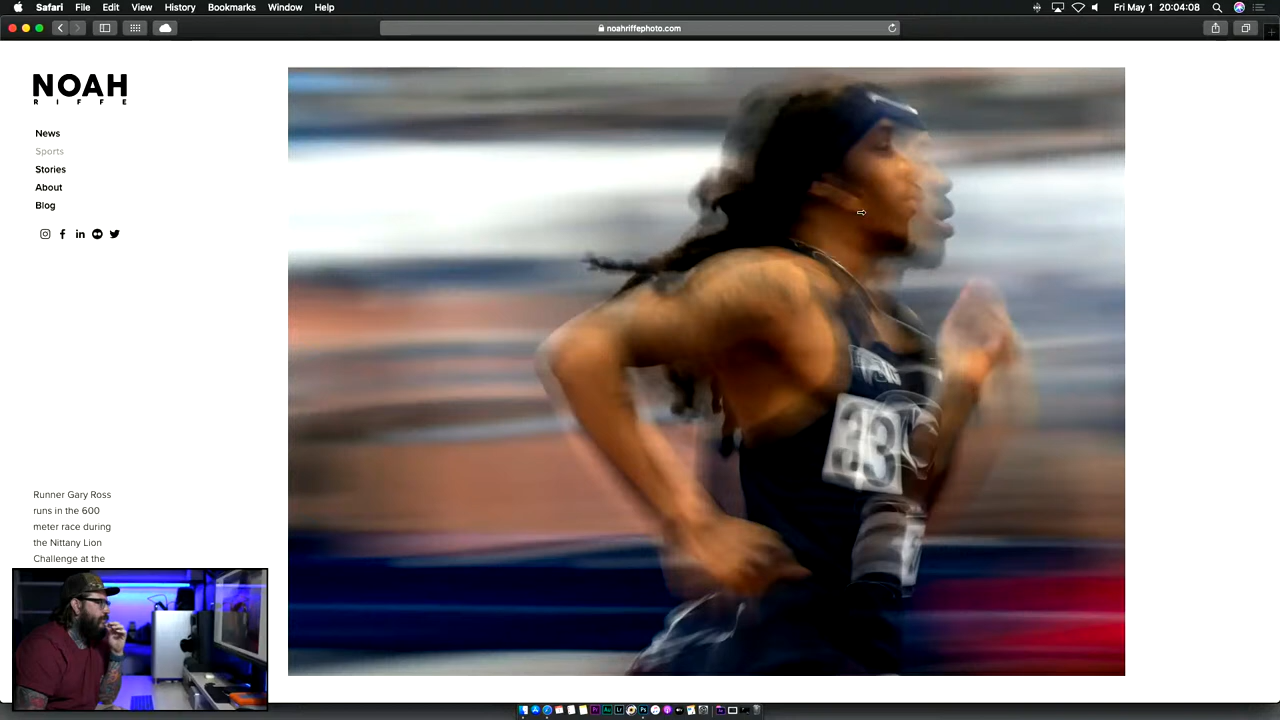 Safari File Edit View History Bookmarks Window Help
Fri May 1 20:04:08
noahriffephoto.com
NOAH
RIFFE
News
Sports
Stories
About
Blog
Runner Gary Ross
runs in the 600
meter race during
the Nittany Lion
Challenge at the
33